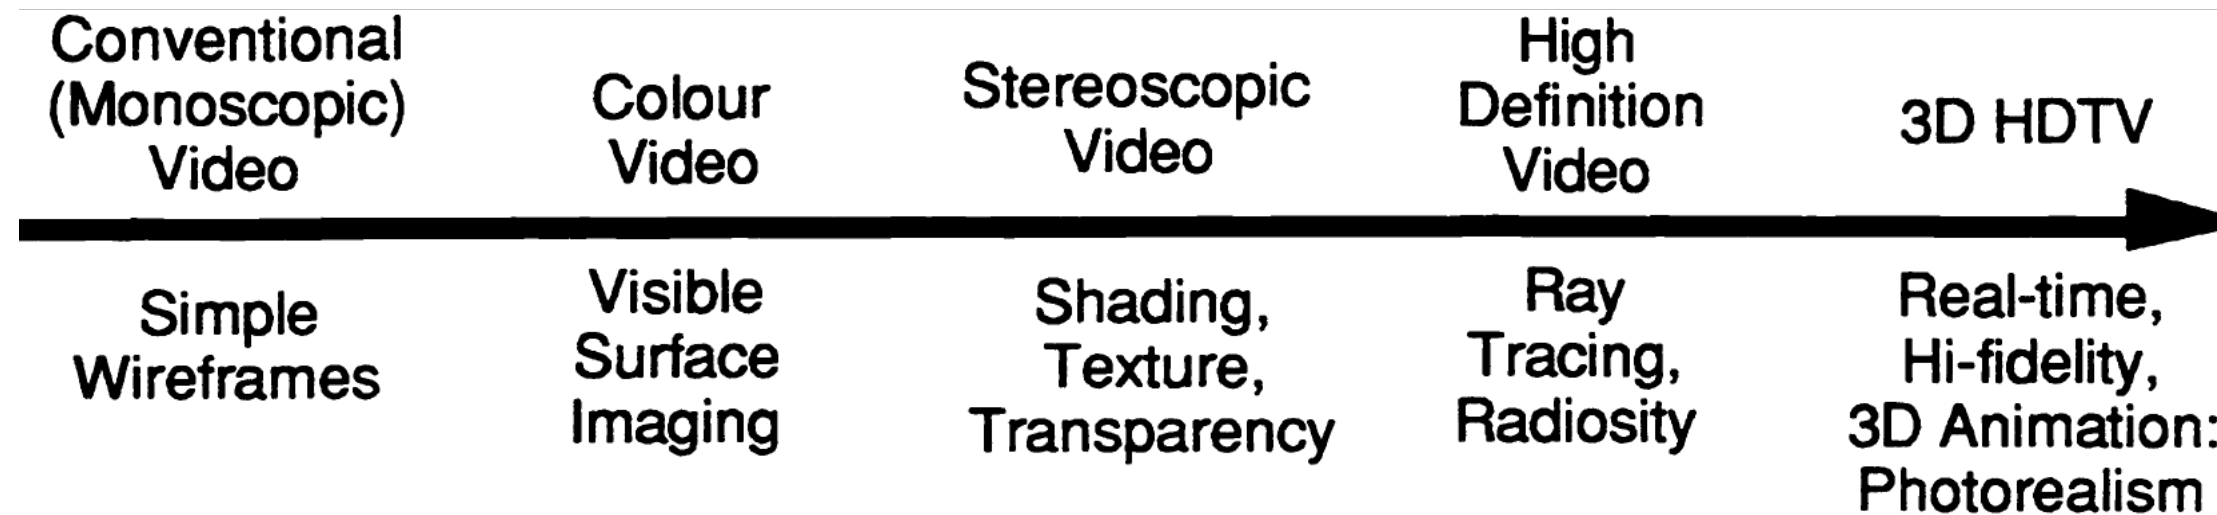 Conventional
(Monoscopic)
Video
Colour
Video
Stereoscopic
Video
High
Definition
Video
3D HDTV
Simple
Wireframes
Visible
Surface
Imaging
Shading,
Texture,
Transparency
Ray
Tracing,
Radiosity
Real-time,
Hi-fidelity,
3D Animation:
Photorealism